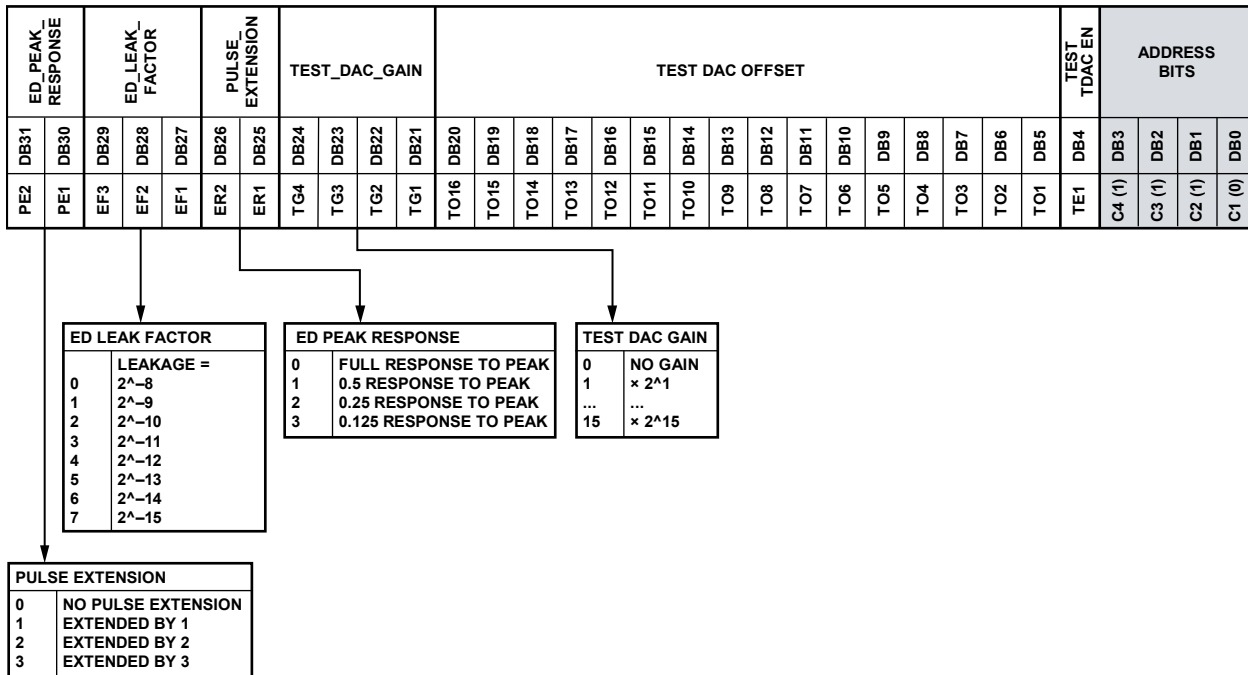 ED_PEAK_
RESPONSE
ED_LEAK_
FACTOR
PULSE_
EXTENSION
TEST_DAC_GAIN
TEST DAC OFFSET
TEST_
TDAC EN
ADDRESS
BITS
DB31 DB30 DB29 DB28 DB27 DB26 DB25 DB24 DB23 DB22 DB21 DB20 DB19 DB18 DB17 DB16 DB15 DB14 DB13 DB12 DB11 DB10 DB9 DB8 DB7 DB6 DB5 DB4 DB3 DB2 DB1 DB0
PE2 PE1 EF3 EF2 EF1 ER2 ER1 TG4 TG3 TG2 TG1 TO16 TO15 TO14 TO13 TO12 TO11 TO10 TO9 TO8 TO7 TO6 TO5 TO4 TO3 TO2 TO1 TE1 C4 (1) C3 (1) C2 (1) C1 (0)
ED LEAK FACTOR
LEAKAGE =
0 2^–8
1 2^–9
2 2^–10
3 2^–11
4 2^–12
5 2^–13
6 2^–14
7 2^–15
ED PEAK RESPONSE
0 FULL RESPONSE TO PEAK
1 0.5 RESPONSE TO PEAK
2 0.25 RESPONSE TO PEAK
3 0.125 RESPONSE TO PEAK
TEST DAC GAIN
0 NO GAIN
1 × 2^1
... ...
15 × 2^15
PULSE EXTENSION
0 NO PULSE EXTENSION
1 EXTENDED BY 1
2 EXTENDED BY 2
3 EXTENDED BY 3